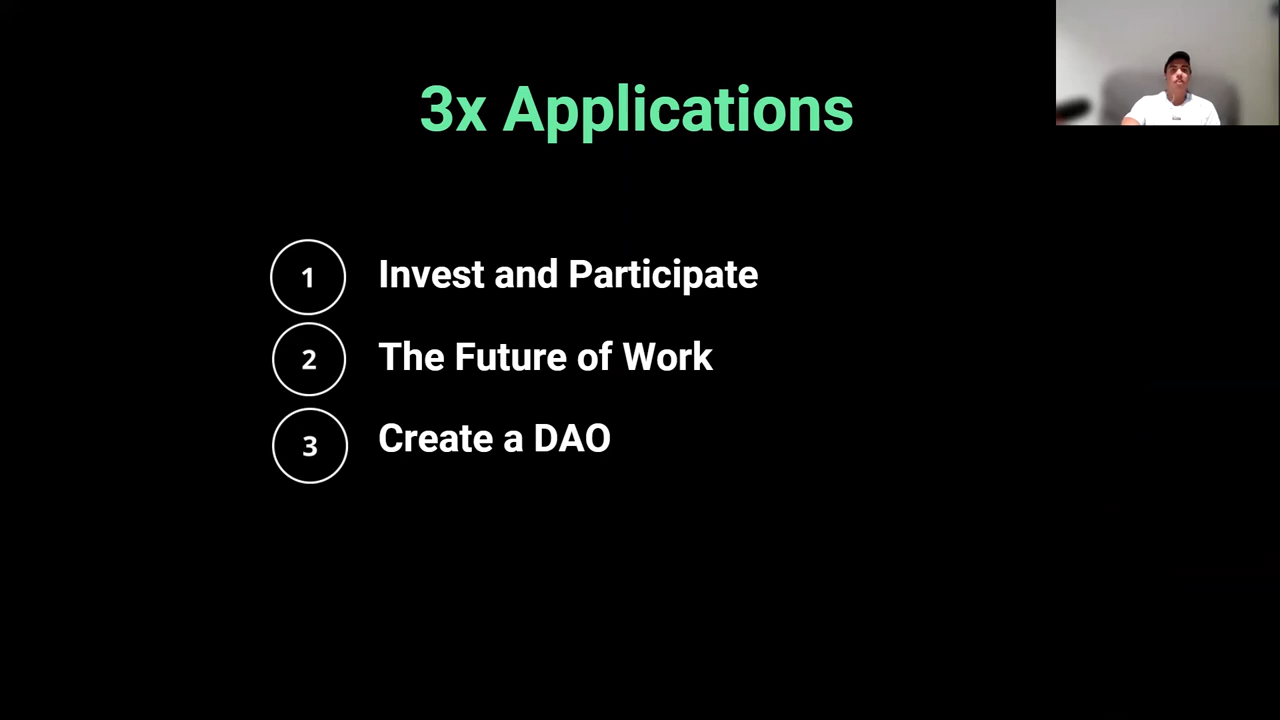 3x Applications
1 Invest and Participate
2 The Future of Work
3 Create a DAO